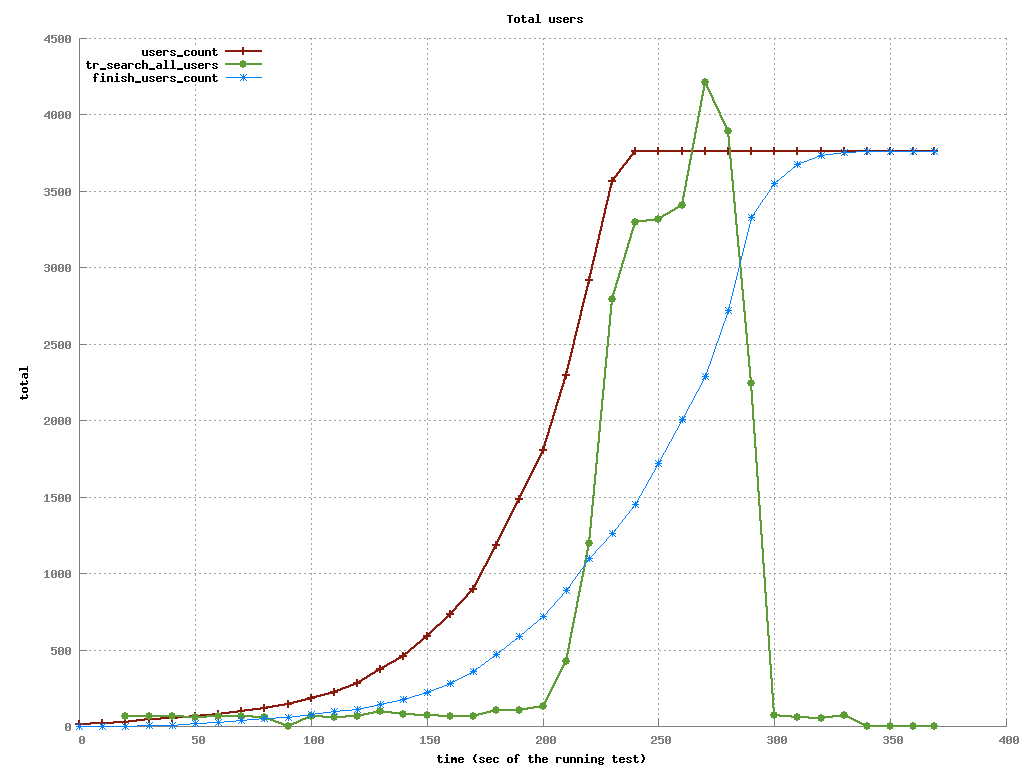 Total users
4500
4000
3500
3000
2500
2000
1500
1000
500
0
total
users_count
tr_search_all_users
finish_users_count
0 50 100 150 200 250 300 350 400
time (sec of the running test)